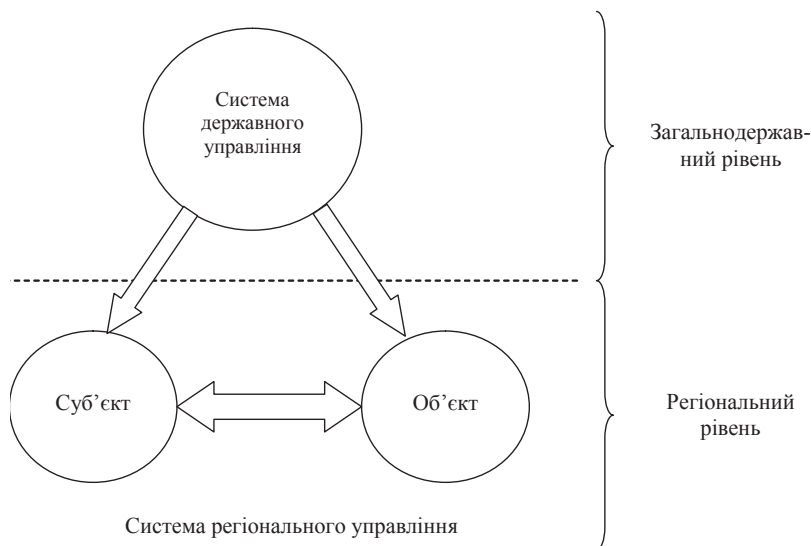 Система
державного
управління
Загальнодержав-
ний рівень
Суб’єкт
Об’єкт
Регіональний
рівень
Система регіонального управління